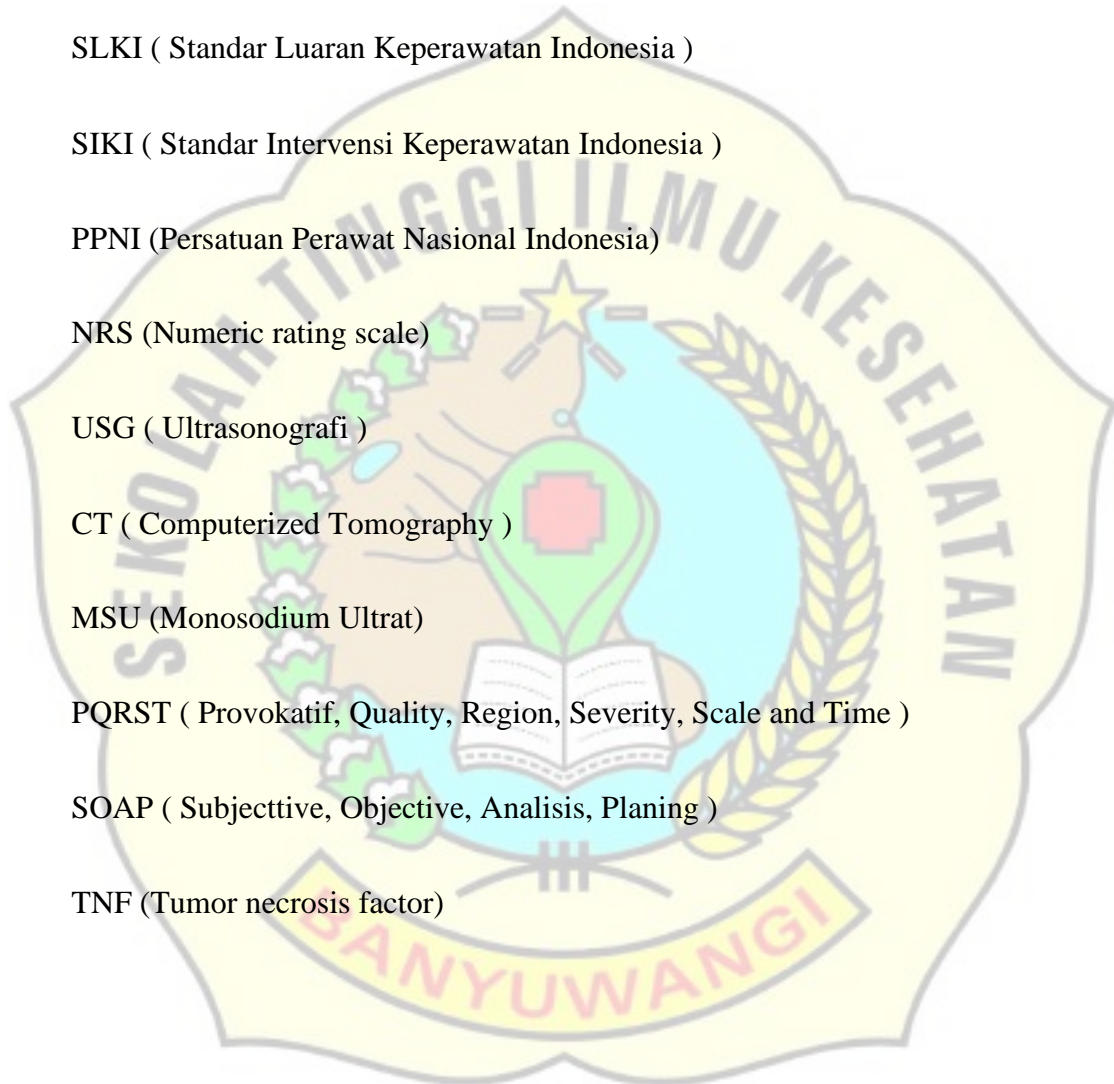 SLKI ( Standar Luaran Keperawatan Indonesia )
SIKI ( Standar Intervensi Keperawatan Indonesia )
PPNI (Persatuan Perawat Nasional Indonesia)
NRS (Numeric rating scale)
USG ( Ultrasonografi )
CT ( Computerized Tomography )
MSU (Monosodium Ultrat)
PQRST ( Provokatif, Quality, Region, Severity, Scale and Time )
SOAP ( Subjecttive, Objective, Analisis, Planing )
TNF (Tumor necrosis factor)
SEKOLAH TINGGI ILMU KESEHATAN
BANYUWANGI